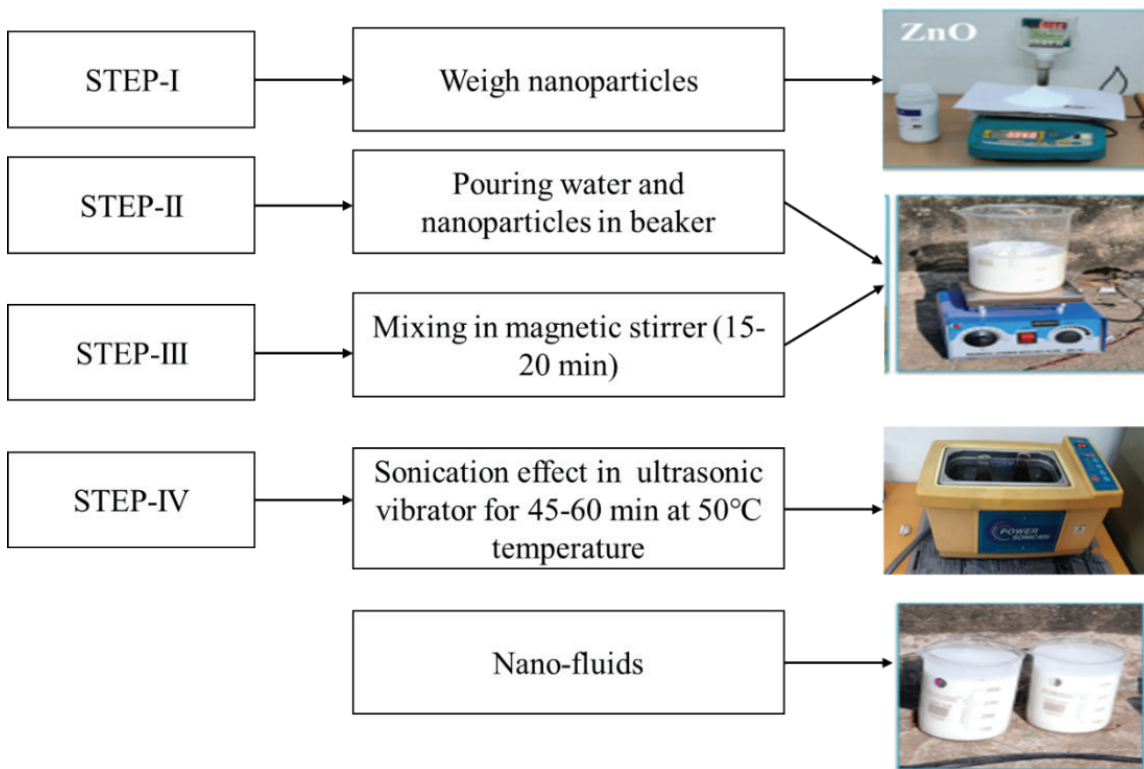 STEP-I
Weigh nanoparticles
ZnO
STEP-II
Pouring water and
nanoparticles in beaker
STEP-III
Mixing in magnetic stirrer (15-
20 min)
STEP-IV
Sonication effect in ultrasonic
vibrator for 45-60 min at 50℃
temperature
POWER
SONIC
Nano-fluids